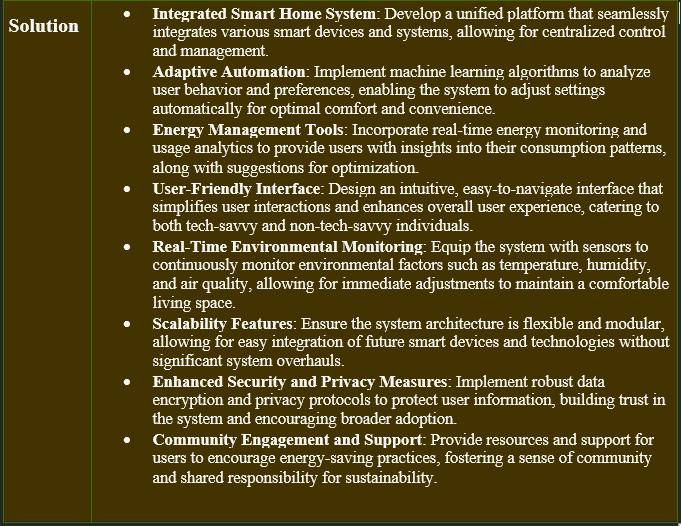 Solution
• Integrated Smart Home System: Develop a unified platform that seamlessly
integrates various smart devices and systems, allowing for centralized control
and management.
• Adaptive Automation: Implement machine learning algorithms to analyze
user behavior and preferences, enabling the system to adjust settings
automatically for optimal comfort and convenience.
• Energy Management Tools: Incorporate real-time energy monitoring and
usage analytics to provide users with insights into their consumption patterns,
along with suggestions for optimization.
• User-Friendly Interface: Design an intuitive, easy-to-navigate interface that
simplifies user interactions and enhances overall user experience, catering to
both tech-savvy and non-tech-savvy individuals.
• Real-Time Environmental Monitoring: Equip the system with sensors to
continuously monitor environmental factors such as temperature, humidity,
and air quality, allowing for immediate adjustments to maintain a comfortable
living space.
• Scalability Features: Ensure the system architecture is flexible and modular,
allowing for easy integration of future smart devices and technologies without
significant system overhauls.
• Enhanced Security and Privacy Measures: Implement robust data
encryption and privacy protocols to protect user information, building trust in
the system and encouraging broader adoption.
• Community Engagement and Support: Provide resources and support for
users to encourage energy-saving practices, fostering a sense of community
and shared responsibility for sustainability.